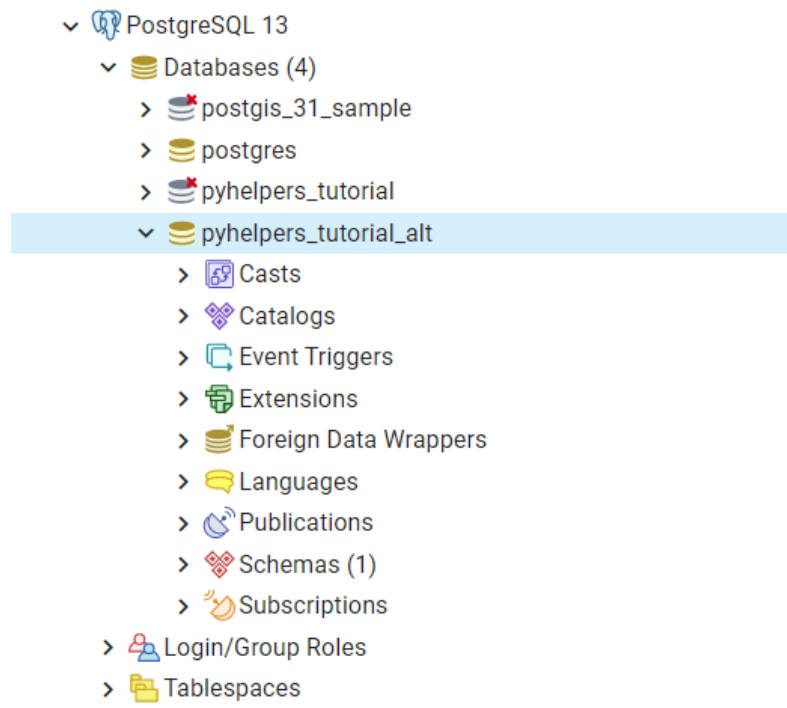 PostgreSQL 13
Databases (4)
postgis_31_sample
postgres
pyhelpers_tutorial
pyhelpers_tutorial_alt
Casts
Catalogs
Event Triggers
Extensions
Foreign Data Wrappers
Languages
Publications
Schemas (1)
Subscriptions
Login/Group Roles
Tablespaces